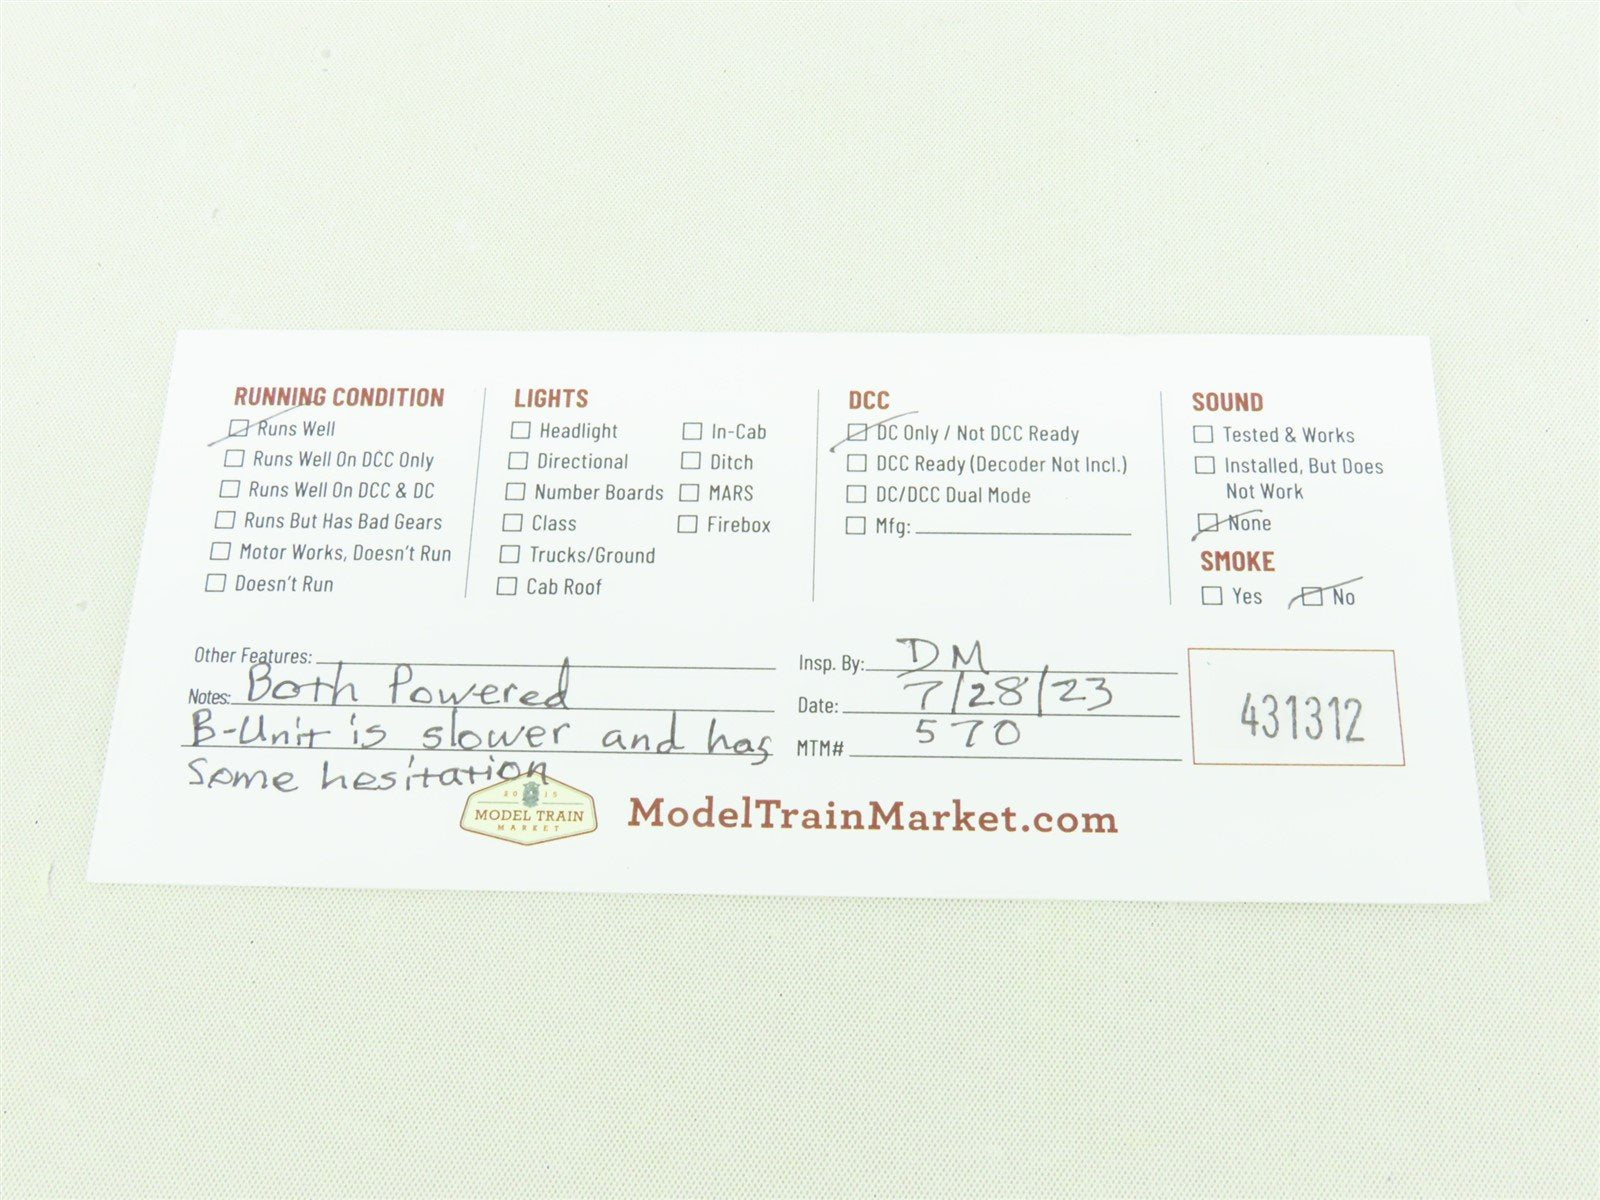 RUNNING CONDITION
Runs Well
Runs Well On DCC Only
Runs Well On DCC & DC
Runs But Has Bad Gears
Motor Works, Doesn't Run
Doesn't Run
LIGHTS
Headlight
Directional
Number Boards
Class
Trucks/Ground
Cab Roof
In-Cab
Ditch
MARS
Firebox
DCC
DC Only / Not DCC Ready
DCC Ready (Decoder Not Incl.)
DC/DCC Dual Mode
Mfg:
SOUND
Tested & Works
Installed, But Does
Not Work
None
SMOKE
Yes No
Other Features:
Notes: Both Powered
B-Unit is slower and has
some hesitation
Insp. By: DM
Date: 7/28/23
MTM# 570
431312
2015
MODEL TRAIN
MARKET
ModelTrainMarket.com